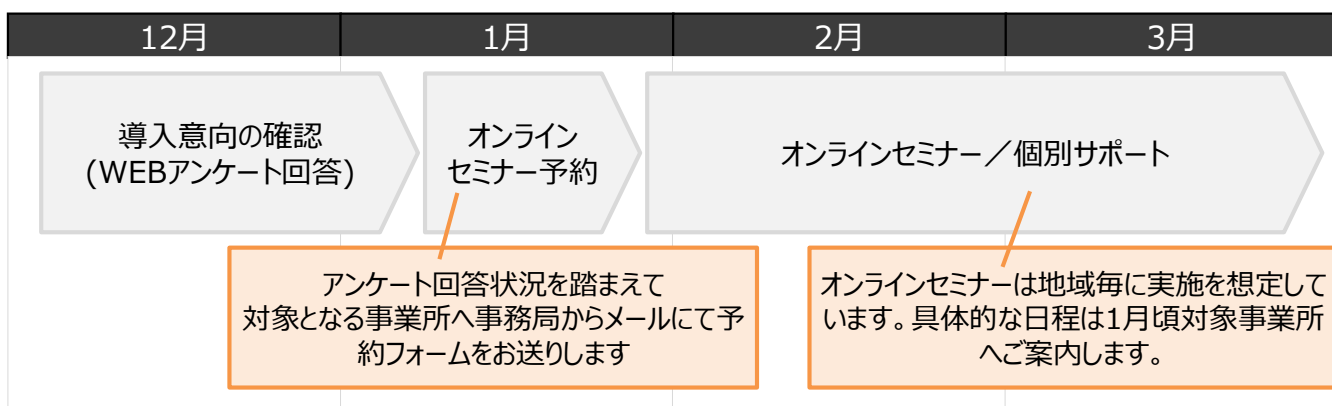 12月
1月
2月
3月
導入意向の確認
(WEBアンケート回答)
オンライン
セミナー予約
オンラインセミナー／個別サポート
アンケート回答状況を踏まえて
対象となる事業所へ事務局からメールにて予
約フォームをお送りします
オンラインセミナーは地域毎に実施を想定して
います。具体的な日程は1月頃対象事業所
へご案内します。